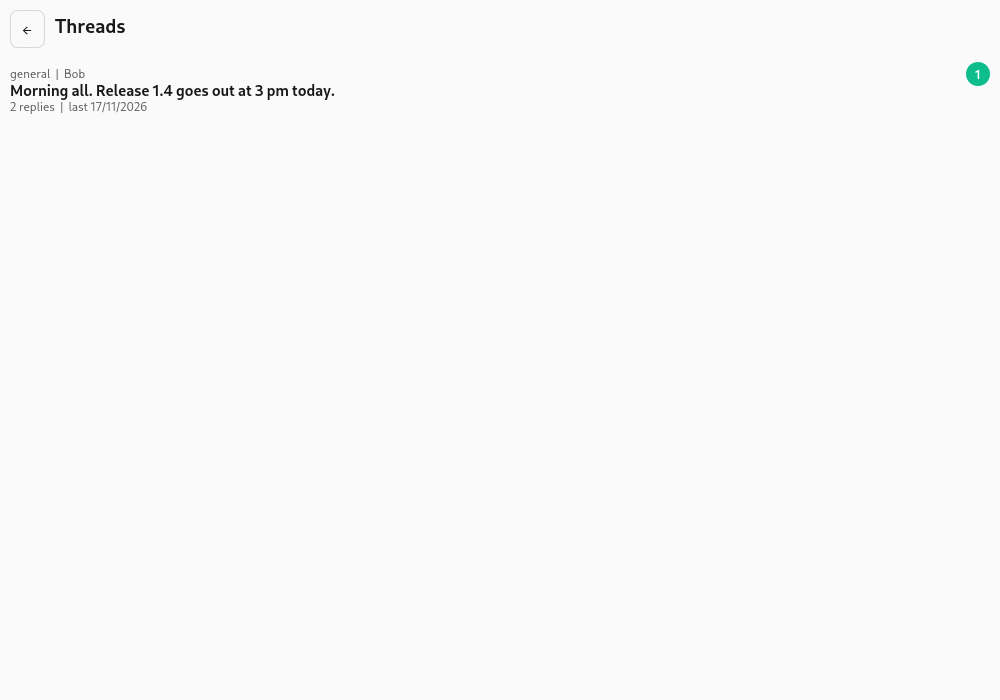 ←
Threads
general | Bob
1
Morning all. Release 1.4 goes out at 3 pm today.
2 replies | last 17/11/2026